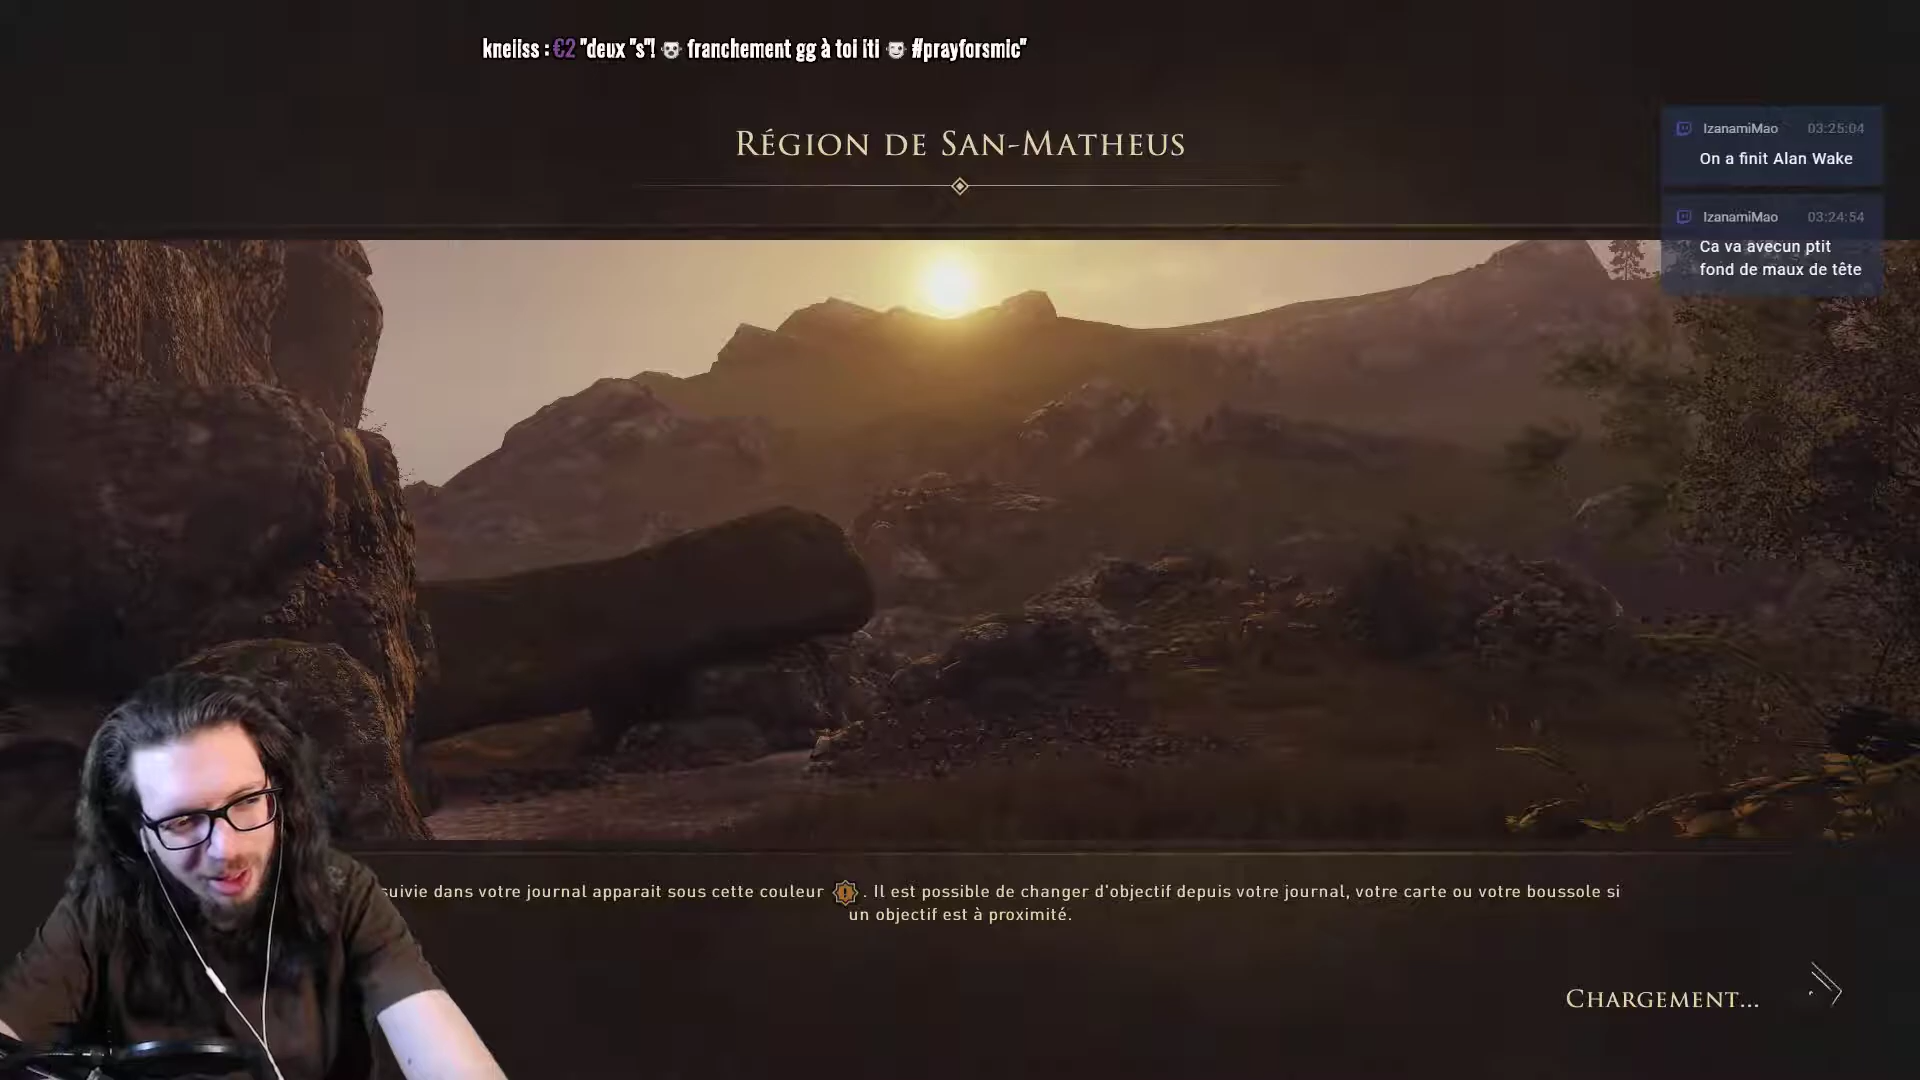 kneiiss : €2 "deux "s"! franchement gg à toi iti #prayforsmic"
RÉGION DE SAN-MATHEUS
IzanamiMao 03:25:04
On a finit Alan Wake
IzanamiMao 03:24:54
Ca va avecun ptit
fond de maux de tête
suivie dans votre journal apparait sous cette couleur . Il est possible de changer d'objectif depuis votre journal, votre carte ou votre boussole si
un objectif est à proximité.
CHARGEMENT...